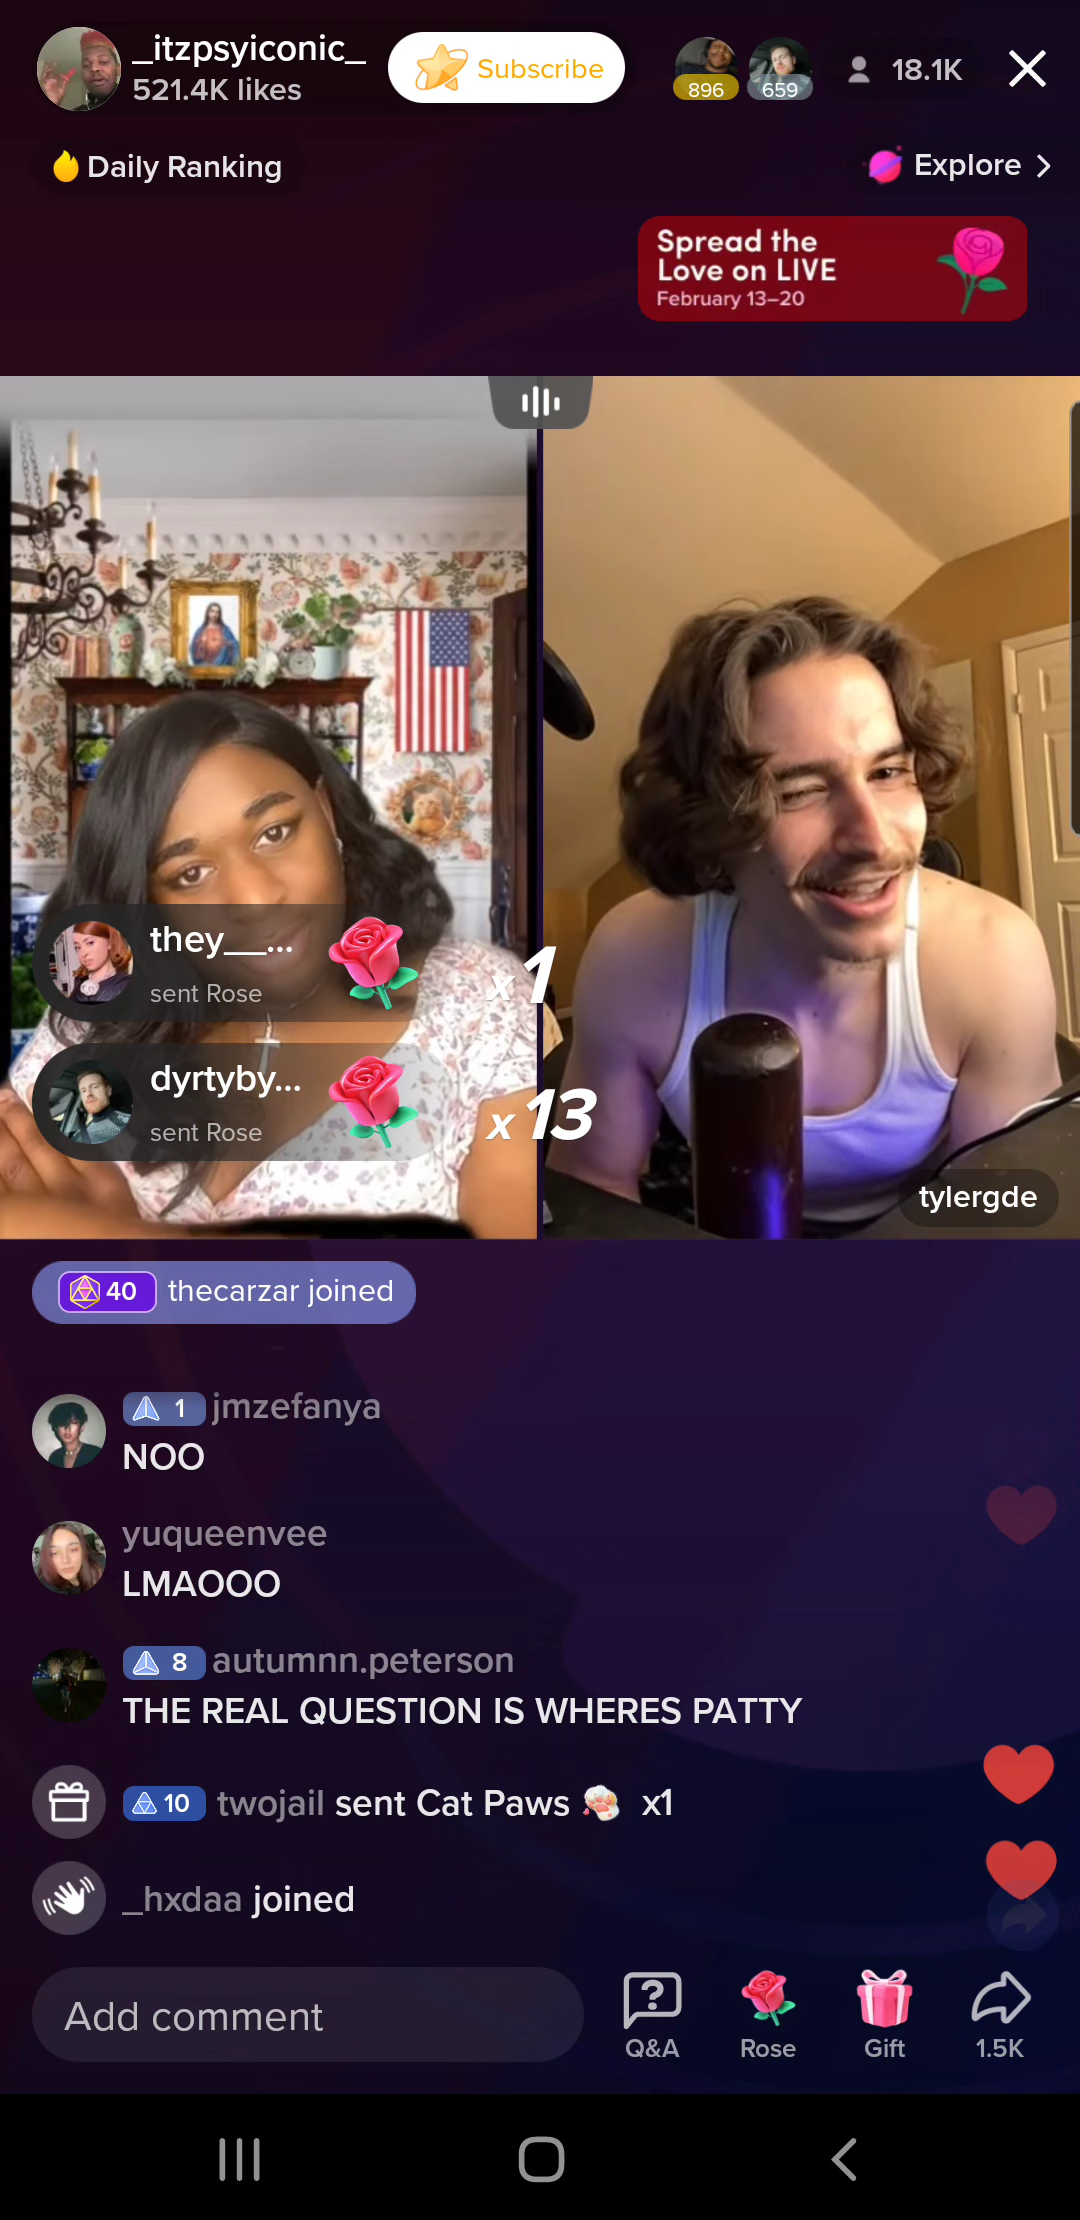 _itzpsyiconic_
521.4K likes
Subscribe
896
659
18.1K
Daily Ranking
Explore
Spread the
Love on LIVE
February 13–20
they__...
sent Rose
x1
dyrtyby...
sent Rose
x13
tylergde
40 thecarzar joined
1 jmzefanya
NOO
yuqueenvee
LMAOOO
8 autumnn.peterson
THE REAL QUESTION IS WHERES PATTY
10 twojail sent Cat Paws x1
_hxdaa joined
Add comment
Q&A
Rose
Gift
1.5K